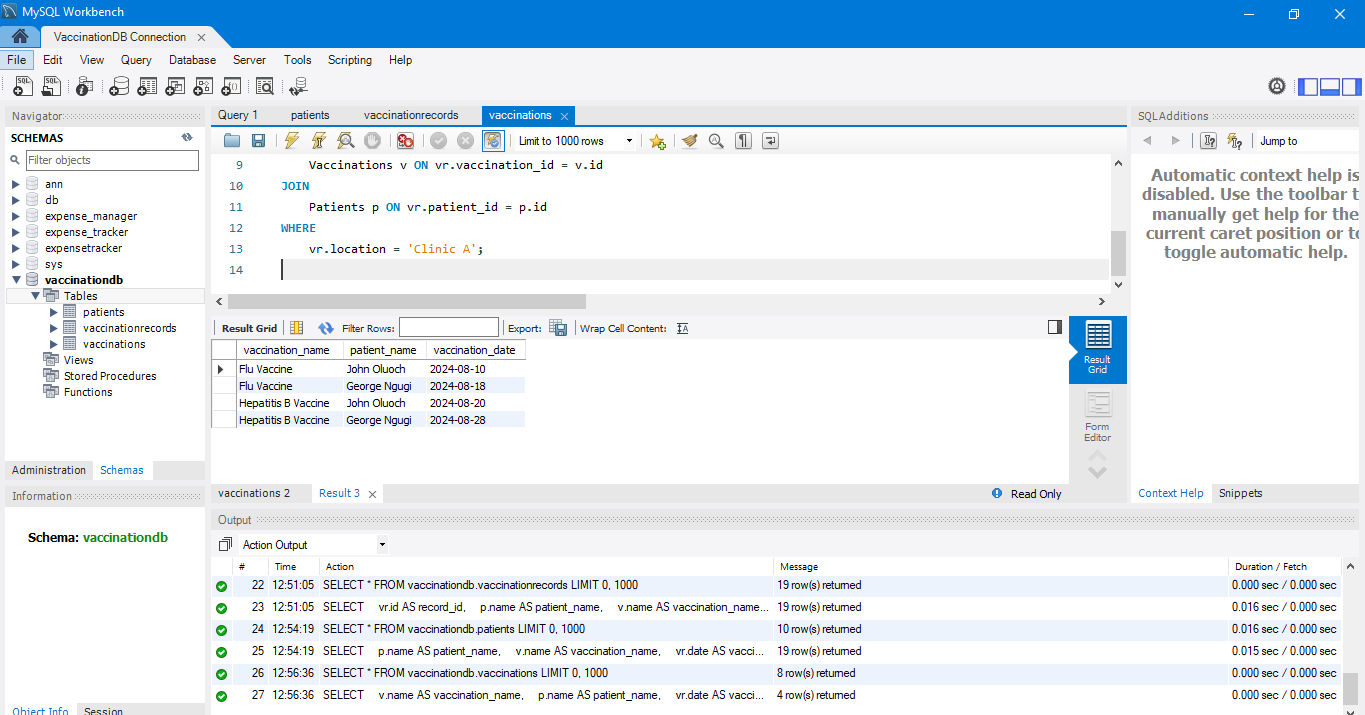 MySQL Workbench
VaccinationDB Connection
File Edit View Query Database Server Tools Scripting Help
Navigator
SCHEMAS
Filter objects
ann
db
expense_manager
expense_tracker
expensetracker
sys
vaccinationdb
Tables
patients
vaccinationrecords
vaccinations
Views
Stored Procedures
Functions
Administration Schemas
Information
Schema: vaccinationdb
Object Info Session
Query 1 patients vaccinationrecords vaccinations
Limit to 1000 rows
9 Vaccinations v ON vr.vaccination_id = v.id
10 JOIN
11 Patients p ON vr.patient_id = p.id
12 WHERE
13 vr.location = 'Clinic A';
14
Result Grid Filter Rows: Export: Wrap Cell Content:
vaccination_name patient_name vaccination_date
Flu Vaccine John Oluoch 2024-08-10
Flu Vaccine George Ngugi 2024-08-18
Hepatitis B Vaccine John Oluoch 2024-08-20
Hepatitis B Vaccine George Ngugi 2024-08-28
Result
Grid
Form
Editor
vaccinations 2 Result 3 Read Only
Output
Action Output
# Time Action Message Duration / Fetch
22 12:51:05 SELECT * FROM vaccinationdb.vaccinationrecords LIMIT 0, 1000 19 row(s) returned 0.000 sec / 0.000 sec
23 12:51:05 SELECT vr.id AS record_id, p.name AS patient_name, v.name AS vaccination_name... 19 row(s) returned 0.016 sec / 0.000 sec
24 12:54:19 SELECT * FROM vaccinationdb.patients LIMIT 0, 1000 10 row(s) returned 0.016 sec / 0.000 sec
25 12:54:19 SELECT p.name AS patient_name, v.name AS vaccination_name, vr.date AS vacci... 19 row(s) returned 0.015 sec / 0.000 sec
26 12:56:36 SELECT * FROM vaccinationdb.vaccinations LIMIT 0, 1000 8 row(s) returned 0.000 sec / 0.000 sec
27 12:56:36 SELECT v.name AS vaccination_name, p.name AS patient_name, vr.date AS vacci... 4 row(s) returned 0.000 sec / 0.000 sec
SQLAdditions
Jump to
Automatic context help is
disabled. Use the toolbar t
manually get help for the
current caret position or to
toggle automatic help.
Context Help Snippets